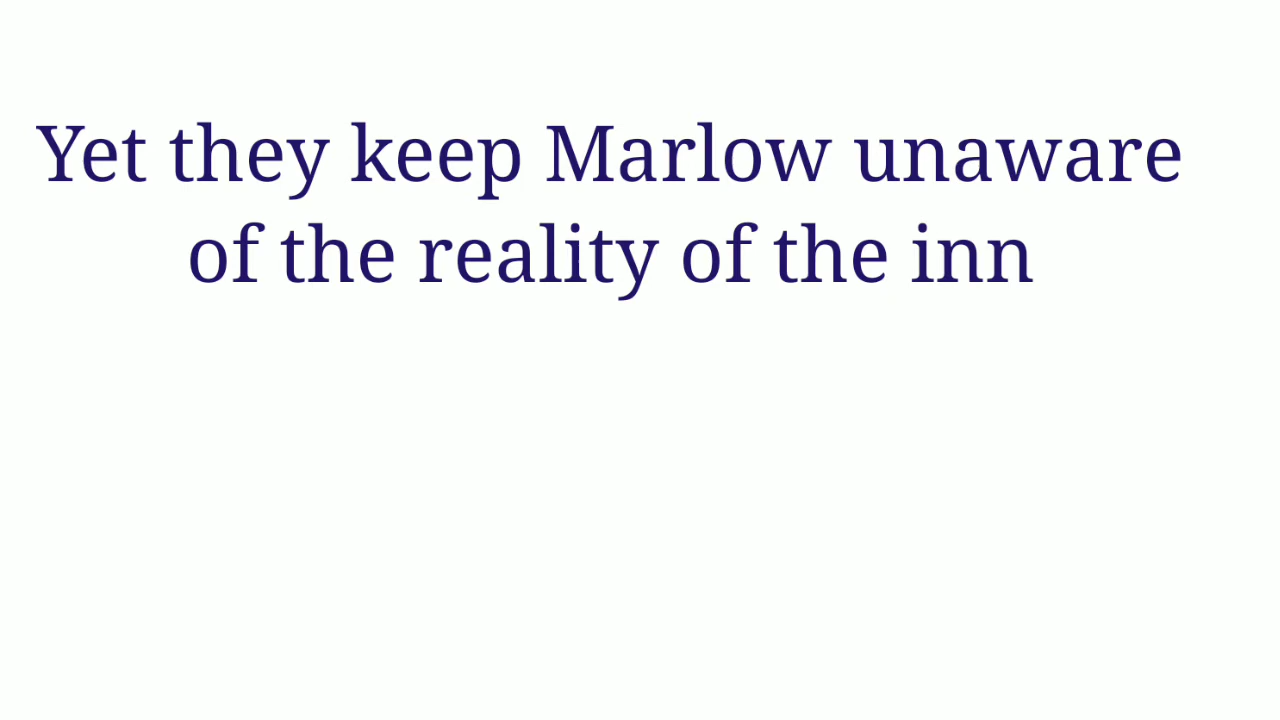 Yet they keep Marlow unaware
of the reality of the inn